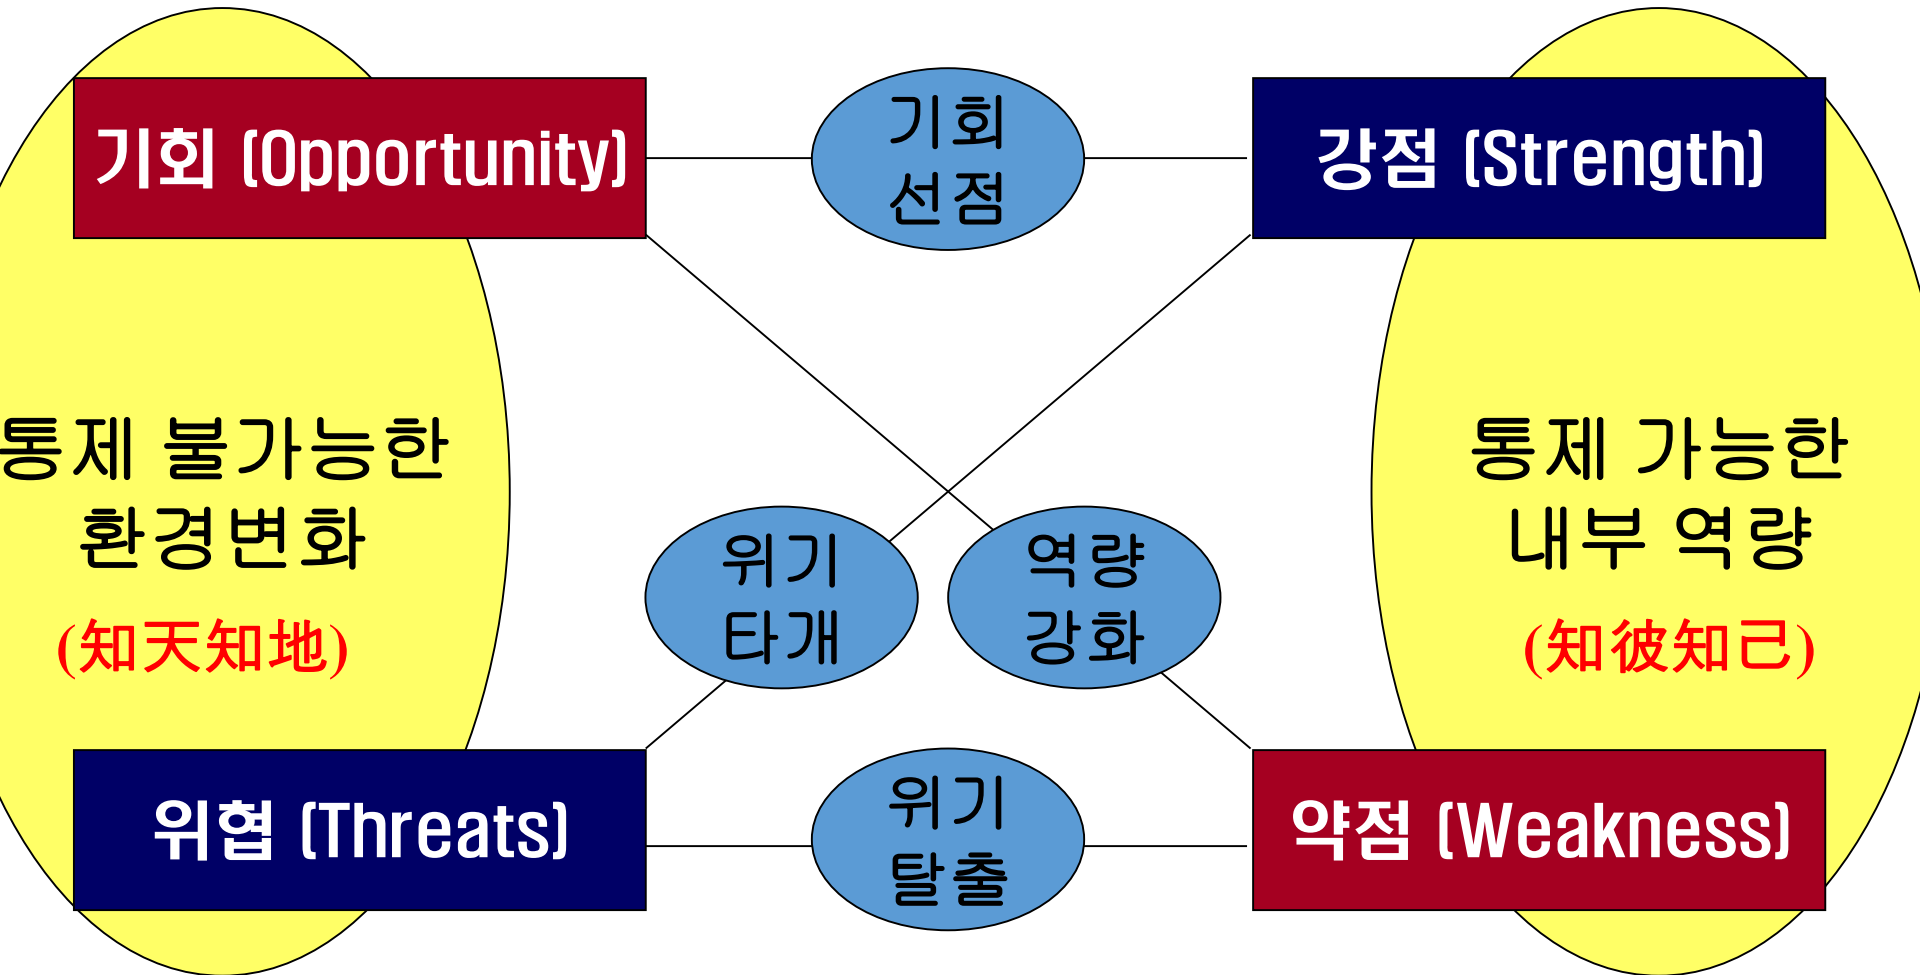 기회 (Opportunity)
기회
선점
강점 (Strength)
통제 불가능한
환경변화
(知天知地)
통제 가능한
내부 역량
(知彼知己)
위기
타개
역량
강화
위협 (Threats)
위기
탈출
약점 (Weakness)